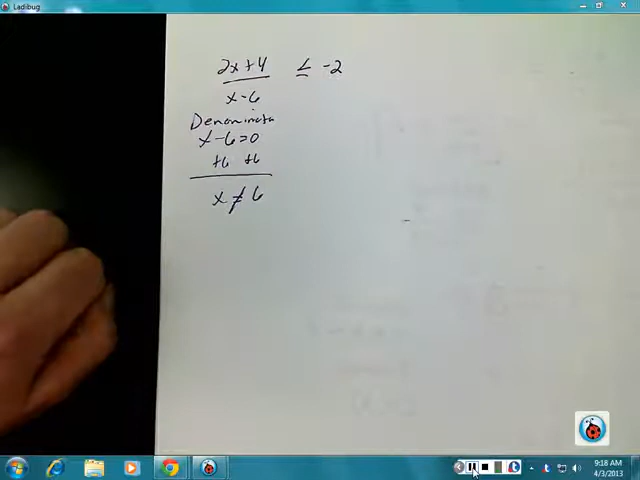 Ladibug
2x+4 ≤ -2
x-6
Denominator
x-6=0
+6 +6
x ≠ 6
9:18 AM
4/3/2013